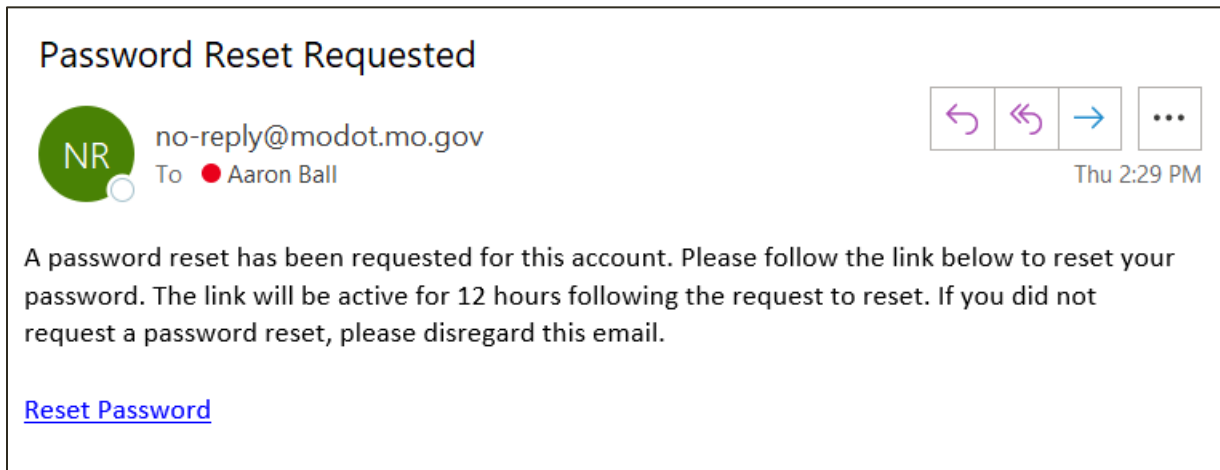 Password Reset Requested
NR
no-reply@modot.mo.gov
To Aaron Ball
Thu 2:29 PM
A password reset has been requested for this account. Please follow the link below to reset your
password. The link will be active for 12 hours following the request to reset. If you did not
request a password reset, please disregard this email.
Reset Password